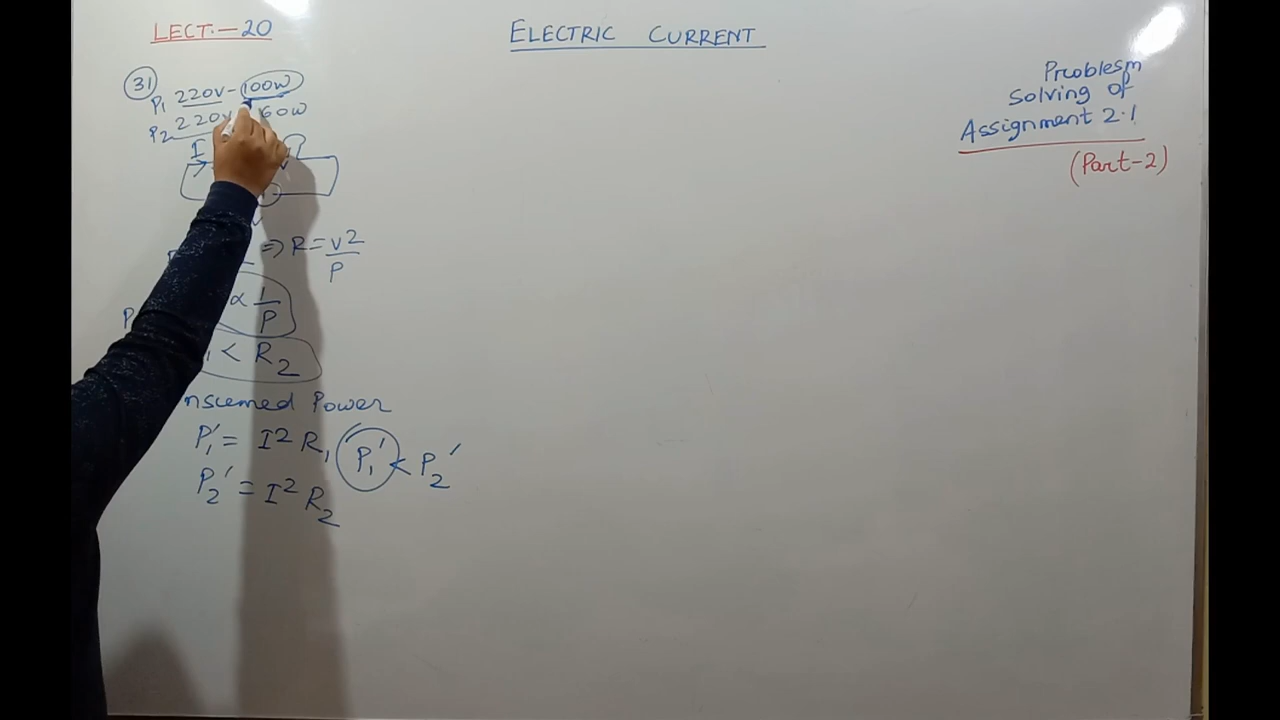 LECT.—20
ELECTRIC CURRENT
Prcoblesm
Solving of
Assignment 2.1
(Part-2)
31
P1 220V - 100W
P2 220V 60W
I
⇒ R = V2/P
∝ 1/P
< R2
nscemed Power
P1' = I2 R1
P1' < P2'
P2' = I2 R2